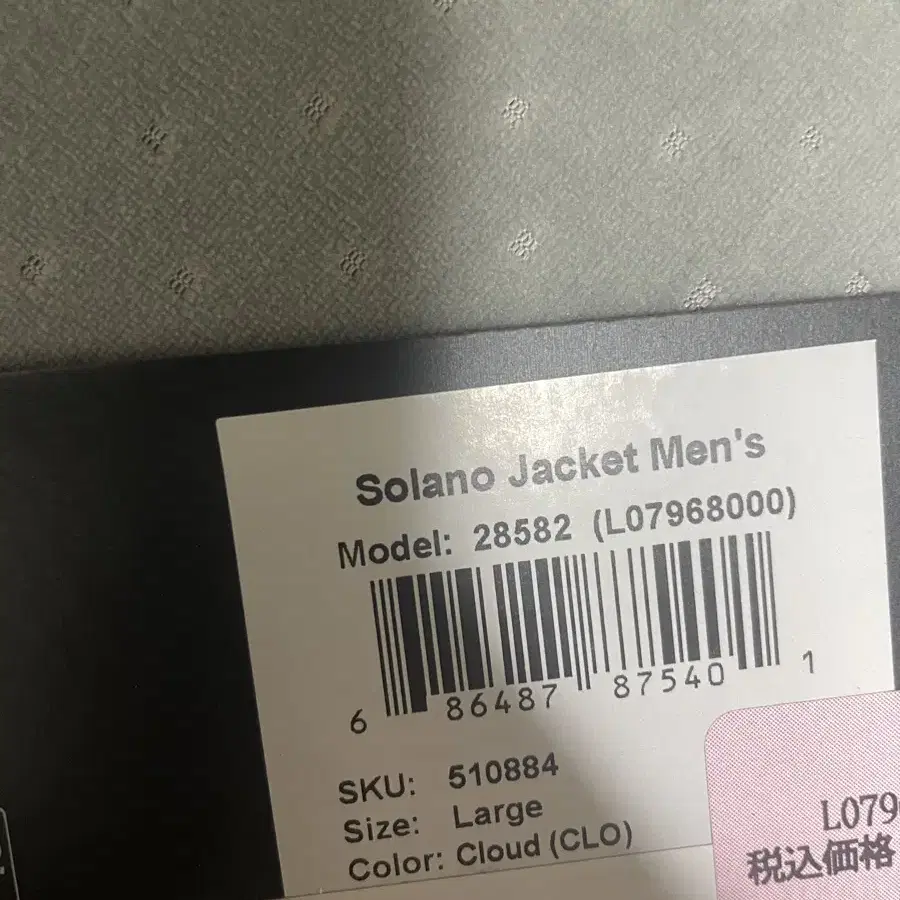 Solano Jacket Men's
Model: 28582 (L07968000)
6 86487 87540 1
SKU: 510884
Size: Large
Color: Cloud (CLO)
L079
税込価格